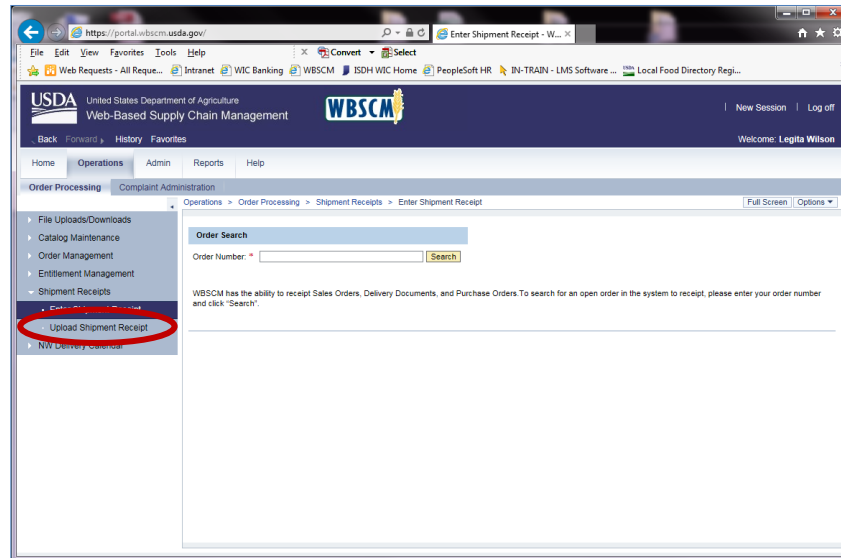 https://portal.wbscm.usda.gov/
Enter Shipment Receipt - W... ×
File Edit View Favorites Tools Help
x Convert Select
Web Requests - All Reque... Intranet WIC Banking WBSCM ISDH WIC Home PeopleSoft HR IN-TRAIN - LMS Software ... Local Food Directory Regi...
USDA United States Department of Agriculture
Web-Based Supply Chain Management
WBSCM
New Session | Log off
Back Forward History Favorites
Welcome: Legita Wilson
Home Operations Admin Reports Help
Order Processing Complaint Administration
Operations > Order Processing > Shipment Receipts > Enter Shipment Receipt
Full Screen Options
File Uploads/Downloads
Catalog Maintenance
Order Management
Entitlement Management
Shipment Receipts
Enter Shipment Receipt
Upload Shipment Receipt
NW Delivery Calendar
Order Search
Order Number: * Search
WBSCM has the ability to receipt Sales Orders, Delivery Documents, and Purchase Orders.To search for an open order in the system to receipt, please enter your order number
and click "Search".